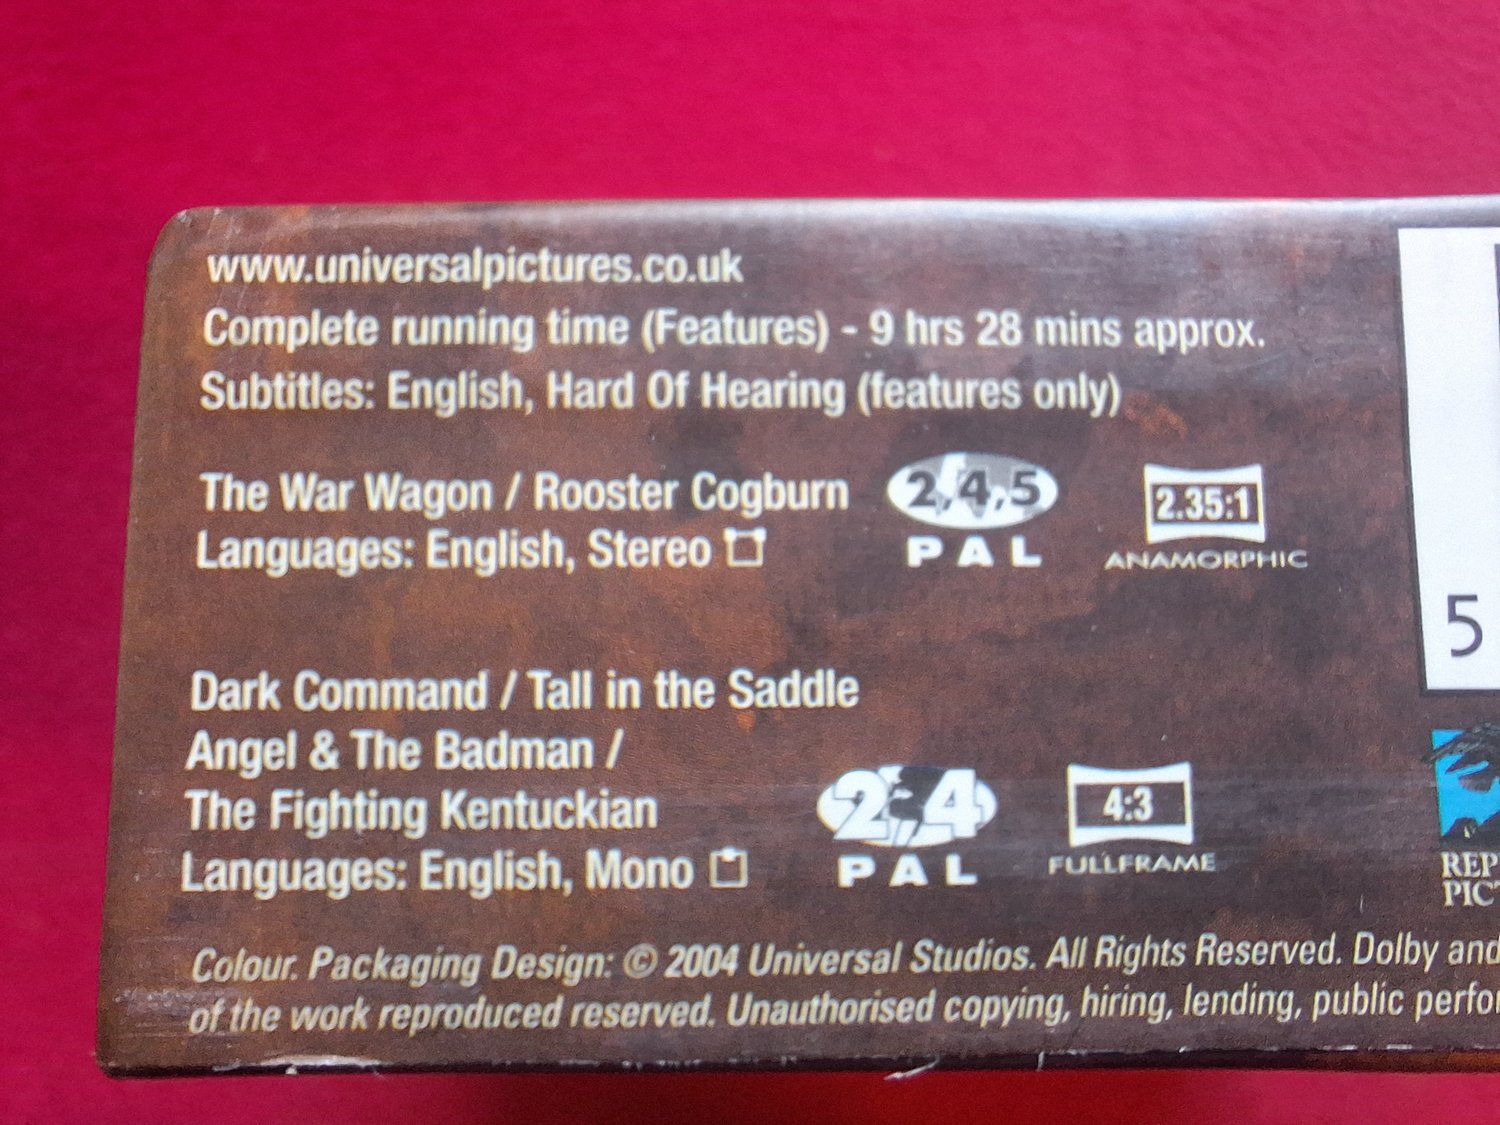 www.universalpictures.co.uk
Complete running time (Features) - 9 hrs 28 mins approx.
Subtitles: English, Hard Of Hearing (features only)
The War Wagon / Rooster Cogburn
Languages: English, Stereo
2,4,5
PAL
2.35:1
ANAMORPHIC
5
Dark Command / Tall in the Saddle
Angel & The Badman /
The Fighting Kentuckian
Languages: English, Mono
2 4
PAL
4:3
FULLFRAME
Colour. Packaging Design: © 2004 Universal Studios. All Rights Reserved. Dolby and
of the work reproduced reserved. Unauthorised copying, hiring, lending, public